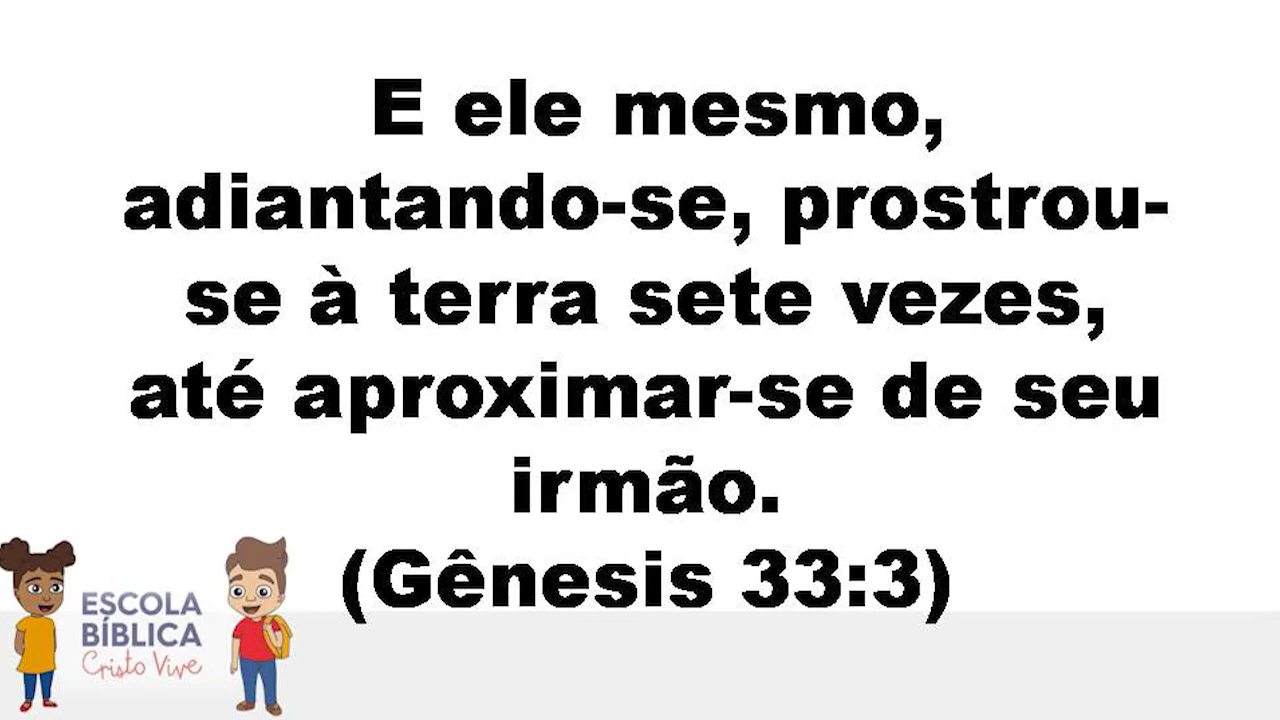 E ele mesmo,
adiantando-se, prostrou-
se à terra sete vezes,
até aproximar-se de seu
irmão.
(Gênesis 33:3)
ESCOLA
BÍBLICA
Cristo Vive